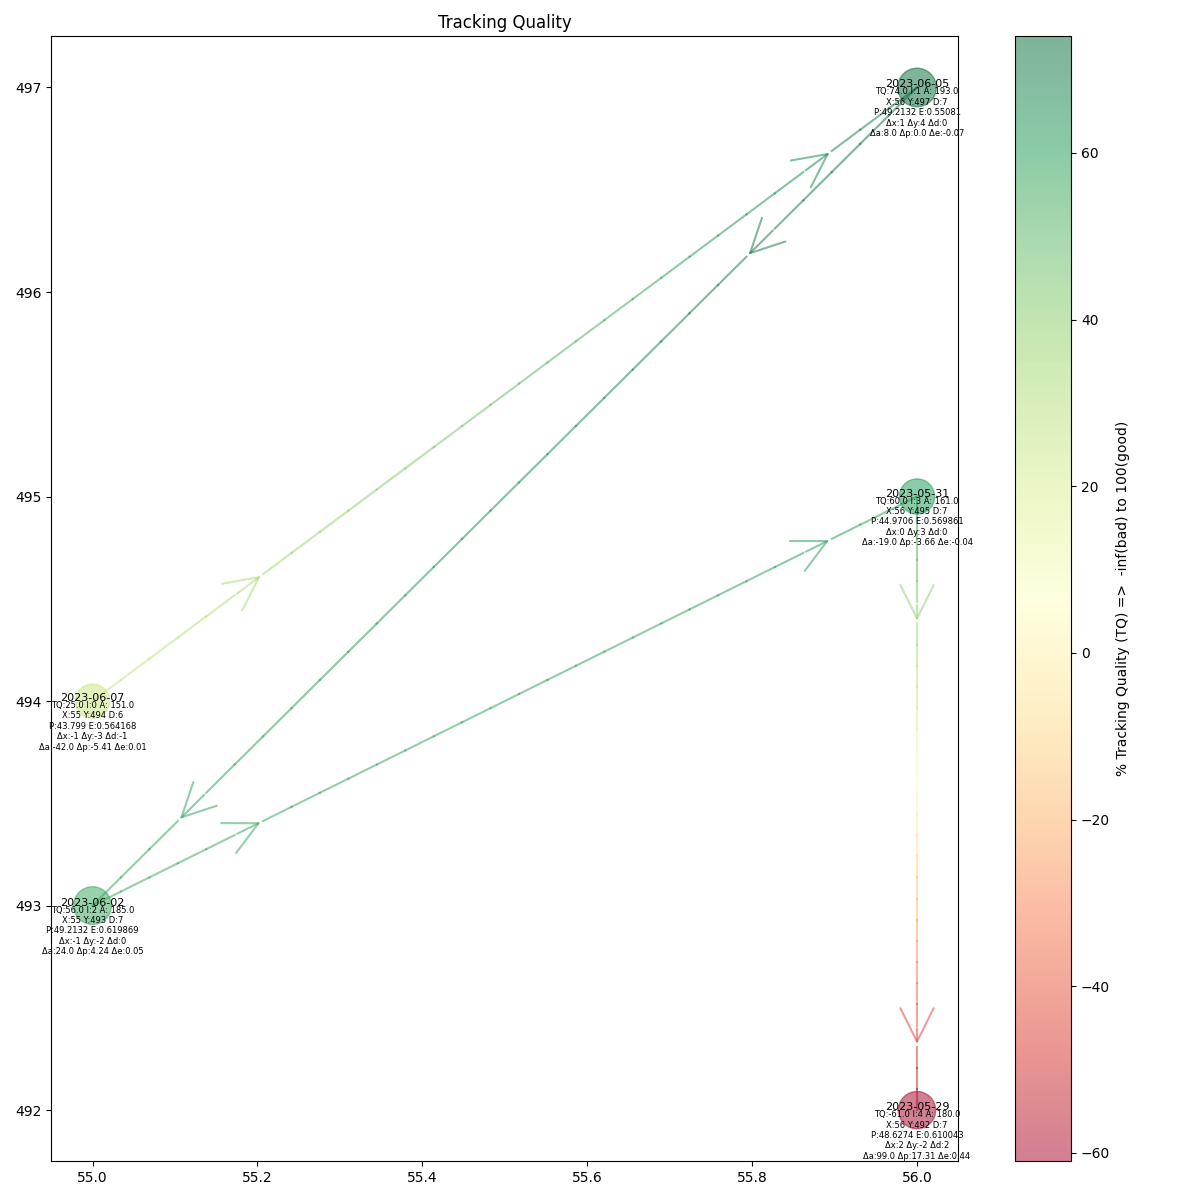 Tracking Quality
497
496
495
494
493
492
55.0
55.2
55.4
55.6
55.8
56.0
2023-06-05
TQ:74.0 I:1 A: 193.0
X:56 Y:497 D:7
P:49.2132 E:0.55081
Δx:1 Δy:4 Δd:0
Δa:8.0 Δp:0.0 Δe:-0.07
2023-05-31
TQ:60.0 I:3 A: 161.0
X:56 Y:495 D:7
P:44.9706 E:0.569861
Δx:0 Δy:3 Δd:0
Δa:-19.0 Δp:-3.66 Δe:-0.04
2023-06-07
TQ:25.0 I:0 A: 151.0
X:55 Y:494 D:6
P:43.799 E:0.564168
Δx:-1 Δy:-3 Δd:-1
Δa:-42.0 Δp:-5.41 Δe:0.01
2023-06-02
TQ:56.0 I:2 A: 185.0
X:55 Y:493 D:7
P:49.2132 E:0.619869
Δx:-1 Δy:-2 Δd:0
Δa:24.0 Δp:4.24 Δe:0.05
2023-05-29
TQ:-61.0 I:4 A: 180.0
X:56 Y:492 D:7
P:48.6274 E:0.610043
Δx:2 Δy:-2 Δd:2
Δa:99.0 Δp:17.31 Δe:0.44
60
40
20
0
−20
−40
−60
% Tracking Quality (TQ) => -inf(bad) to 100(good)